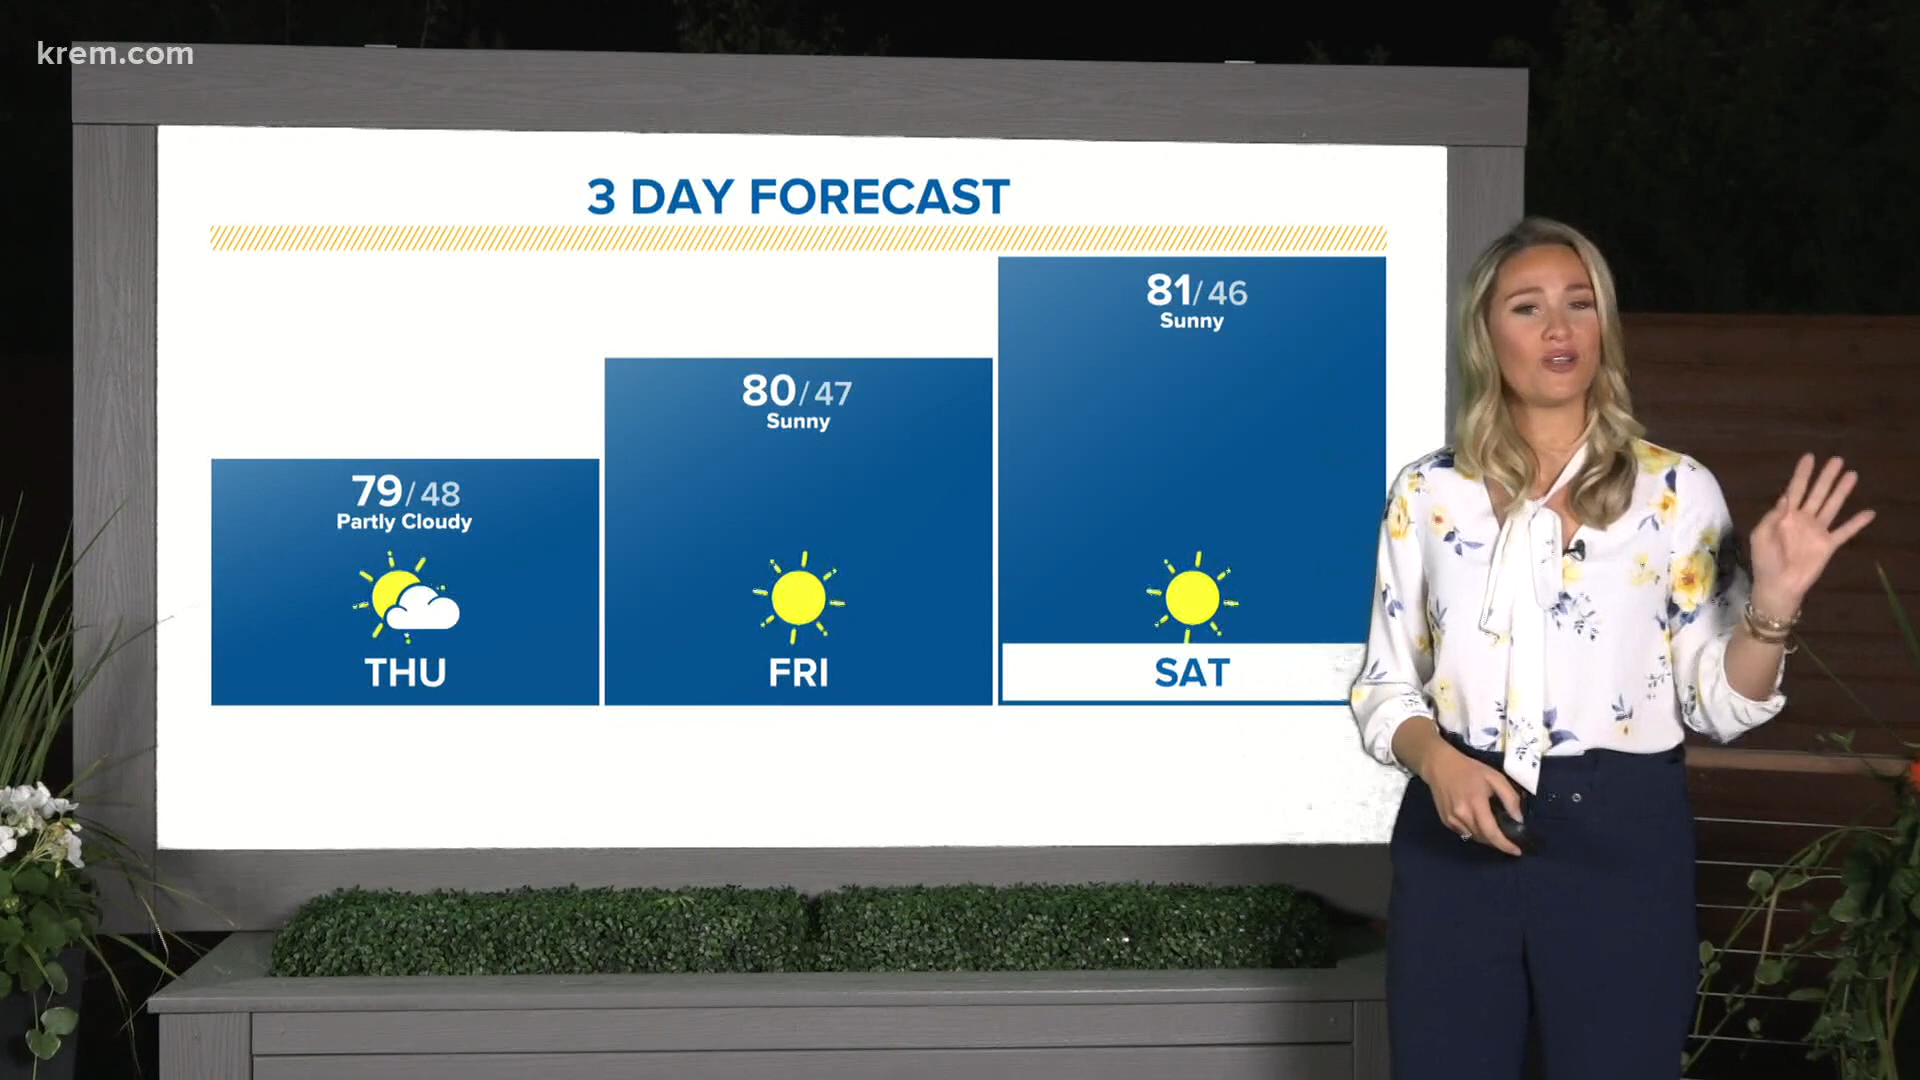 krem.com
3 DAY FORECAST
79/48
Partly Cloudy
THU
80/47
Sunny
FRI
81/46
Sunny
SAT